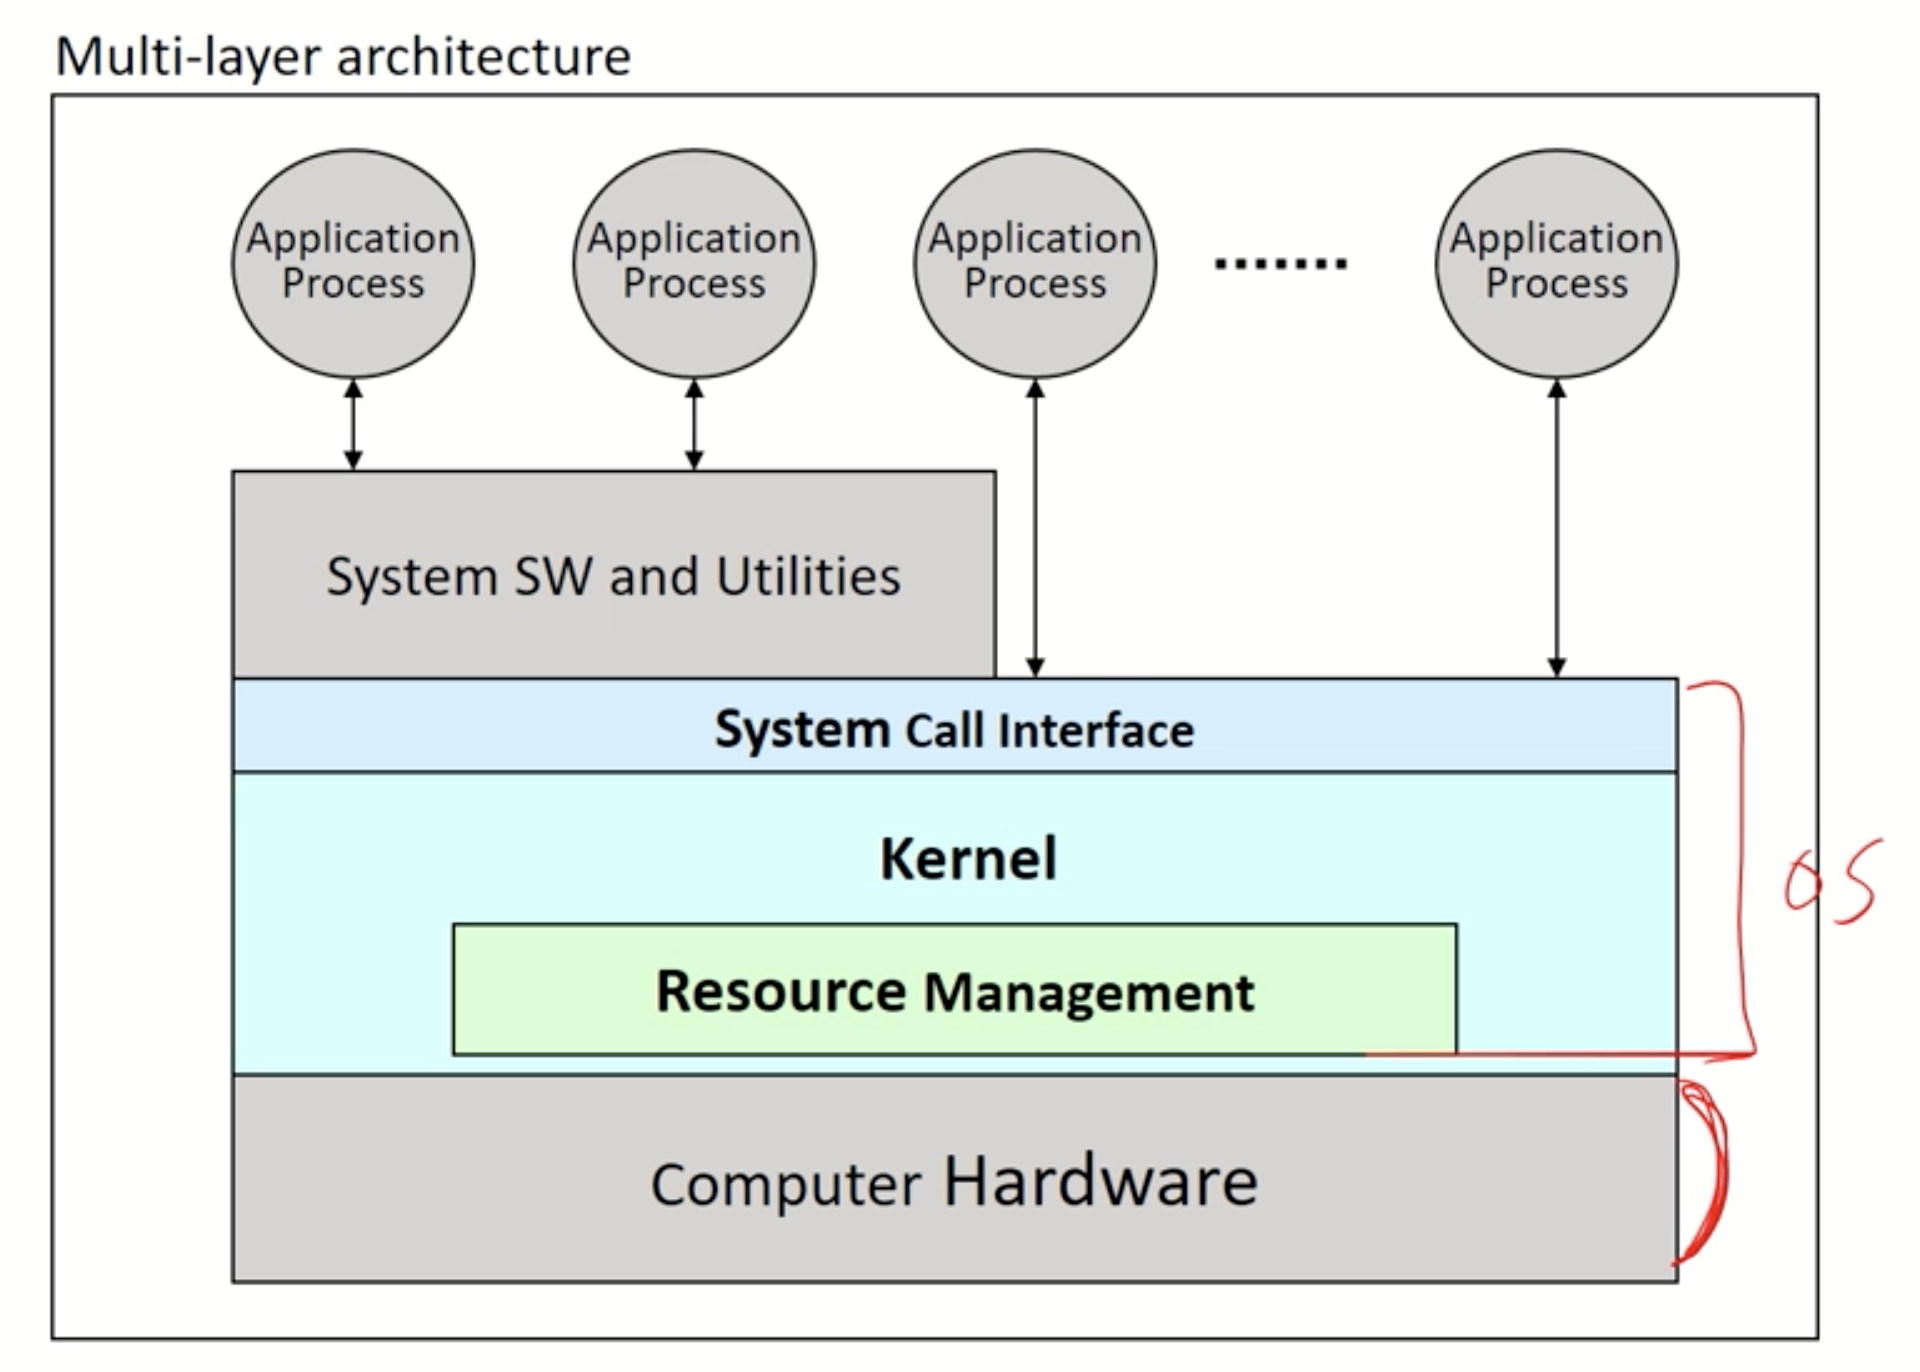 Multi-layer architecture
Application
Process
Application
Process
Application
Process
Application
Process
System SW and Utilities
System Call Interface
Kernel
OS
Resource Management
Computer Hardware